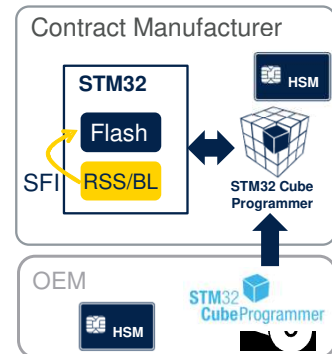 Contract Manufacturer
STM32
HSM
Flash
SFI
RSS/BL
STM32 Cube
Programmer
OEM
HSM
STM32
CubeProgrammer